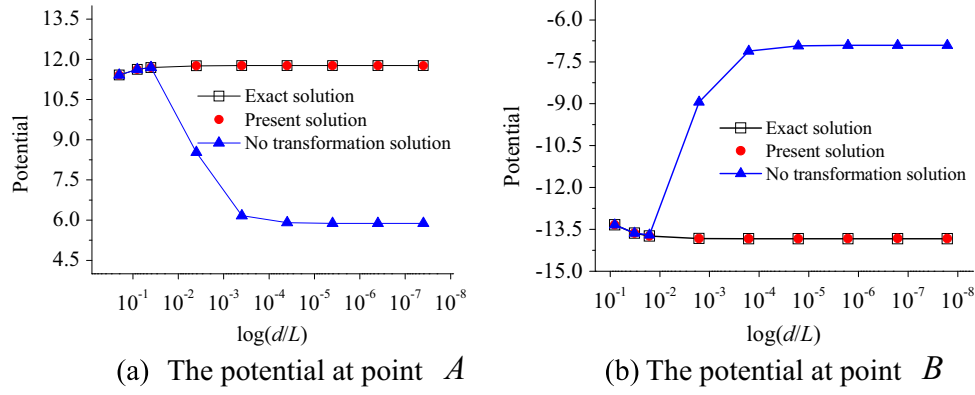 13.5
12.0
10.5
9.0
7.5
6.0
4.5
Potential
Exact solution
Present solution
No transformation solution
10⁻¹ 10⁻² 10⁻³ 10⁻⁴ 10⁻⁵ 10⁻⁶ 10⁻⁷ 10⁻⁸
log(d/L)
(a) The potential at point A
-6.0
-7.5
-9.0
-10.5
-12.0
-13.5
-15.0
Potential
Exact solution
Present solution
No transformation solution
10⁻¹ 10⁻² 10⁻³ 10⁻⁴ 10⁻⁵ 10⁻⁶ 10⁻⁷ 10⁻⁸
log(d/L)
(b) The potential at point B